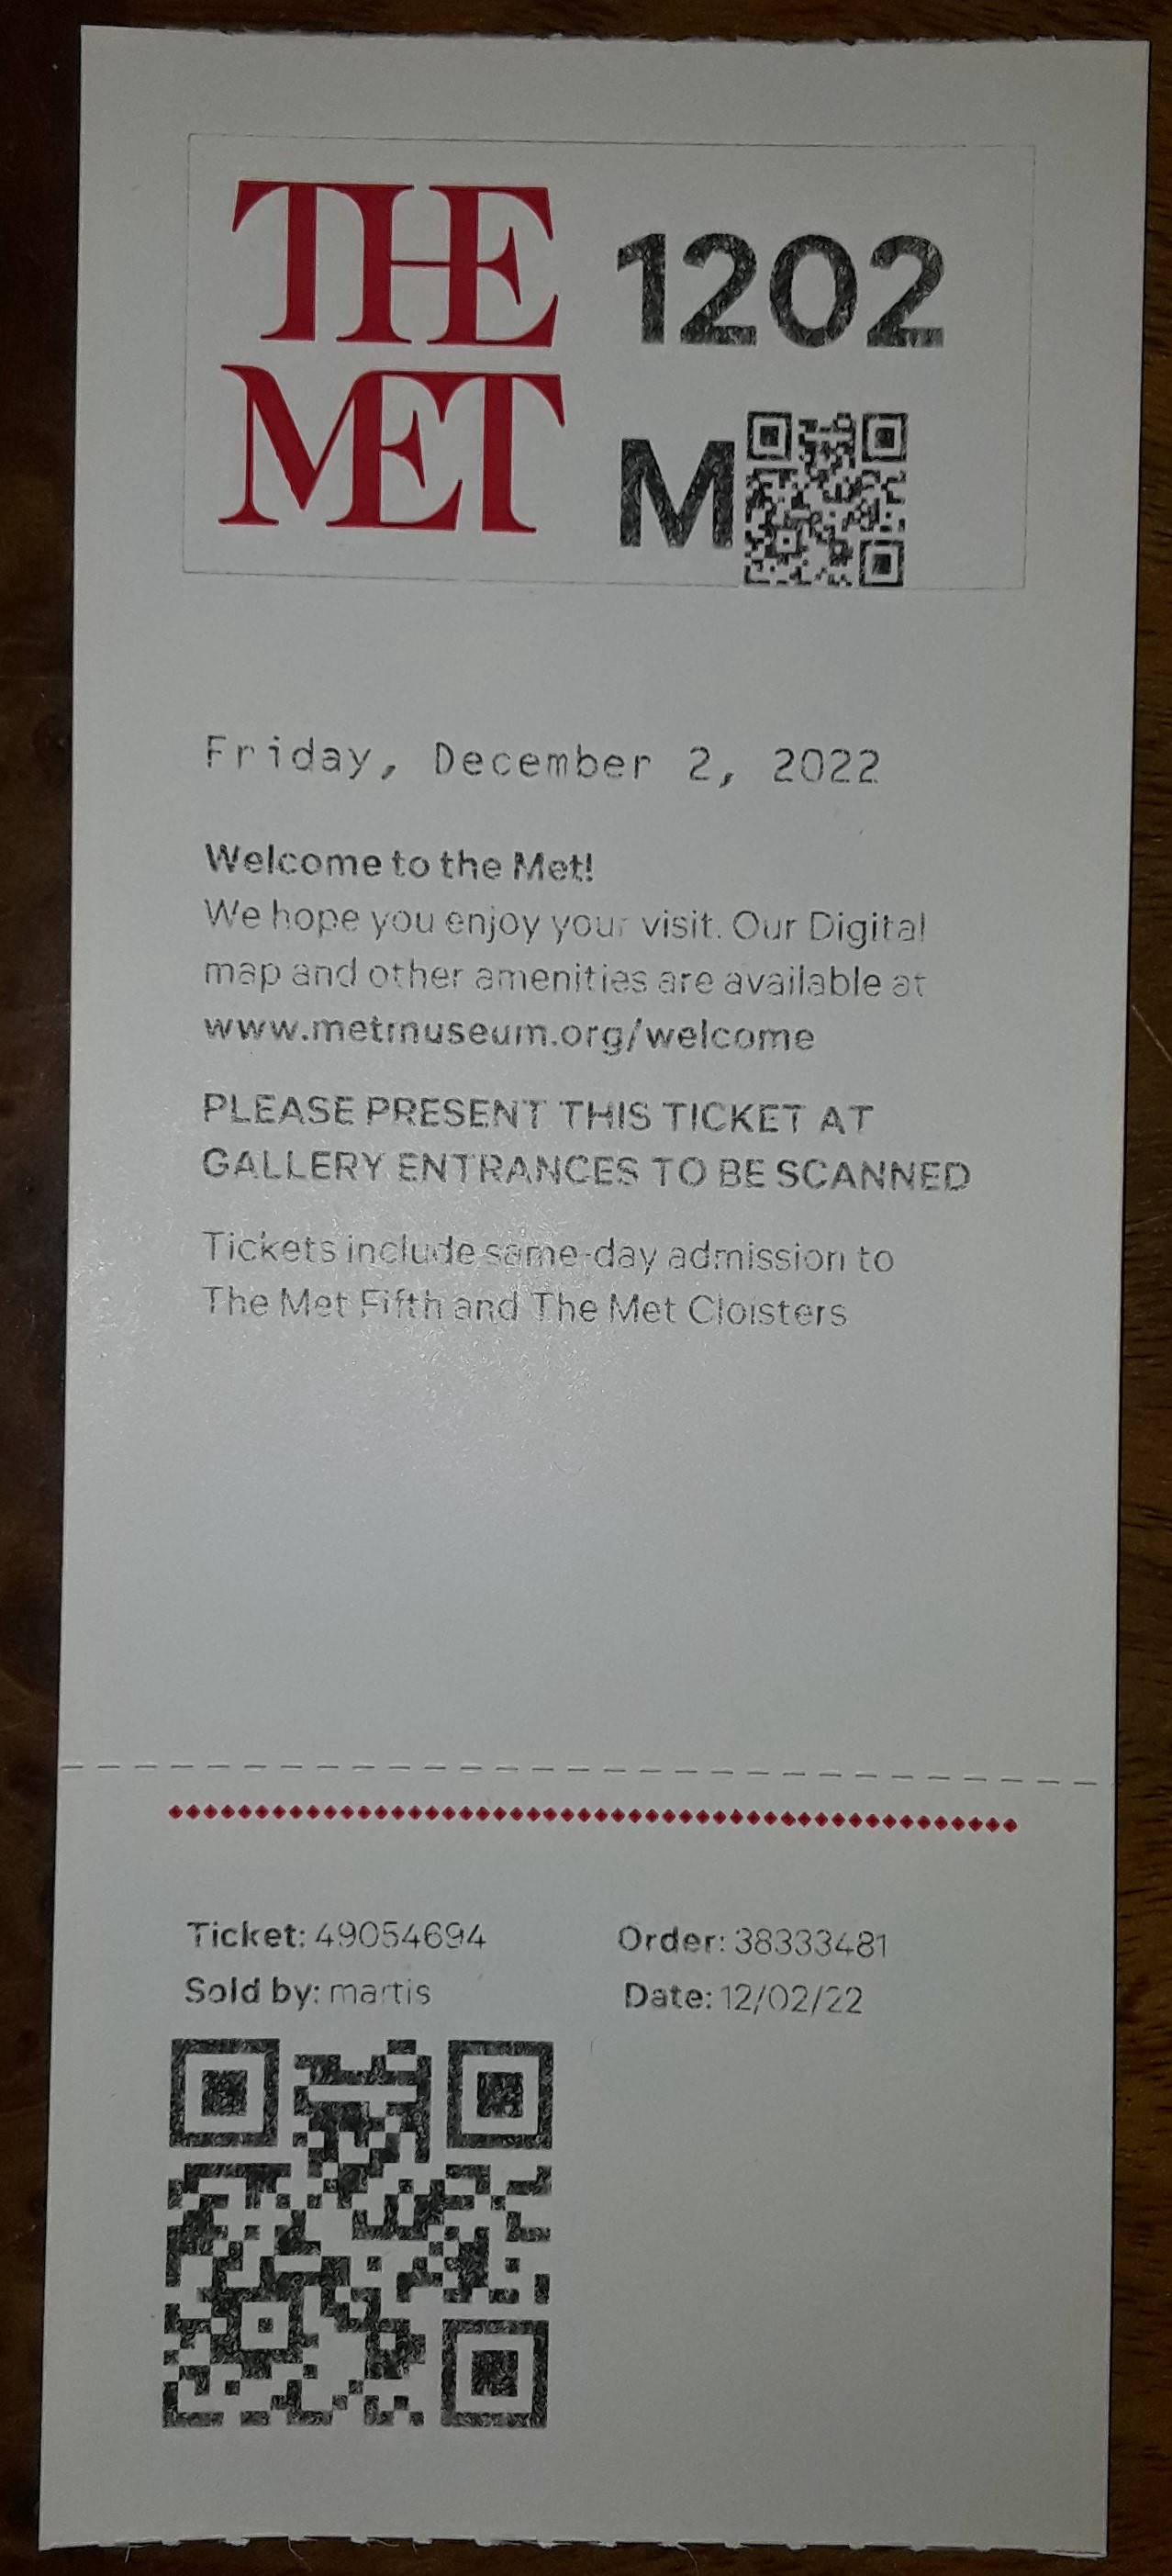 THE
MET
1202
M
Friday, December 2, 2022
Welcome to the Met!
We hope you enjoy your visit. Our Digital
map and other amenities are available at
www.metmuseum.org/welcome
PLEASE PRESENT THIS TICKET AT
GALLERY ENTRANCES TO BE SCANNED
Tickets include same-day admission to
The Met Fifth and The Met Cloisters
Ticket: 49054694
Order: 38333481
Sold by: martis
Date: 12/02/22